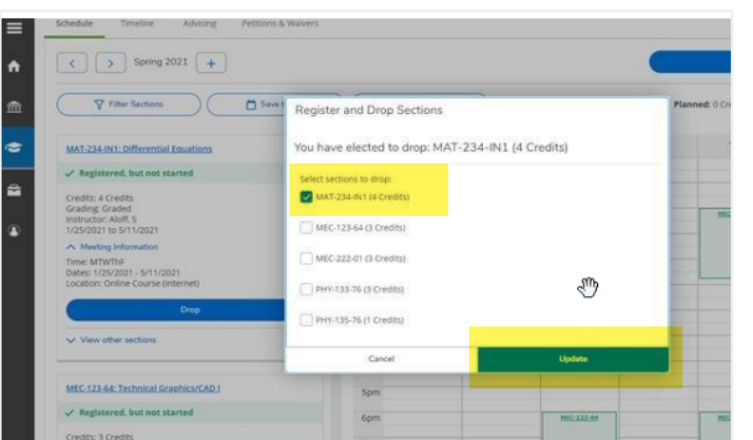 Schedule Timeline Advising Petitions & Waivers
Spring 2021
Filter Sections
Save
Planned: 0
Register and Drop Sections
You have elected to drop: MAT-234-IN1 (4 Credits)
Select sections to drop:
MAT-234-IN1 (4 Credits)
MEC-123-64 (3 Credits)
MEC-222-01 (3 Credits)
PHY-133-76 (3 Credits)
PHY-135-76 (1 Credits)
Cancel
Update
MAT-234-IN1: Differential Equations
Registered, but not started
Credits: 4 Credits
Grading: Graded
Instructor: Aloff, S
1/25/2021 to 5/11/2021
Meeting Information
Time: MTWThF
Dates: 1/25/2021 - 5/11/2021
Location: Online Course (Internet)
Drop
View other sections
MEC-123-64: Technical Graphics/CAD I
Registered, but not started
Credits: 3 Credits
5pm
6pm
MEC-123-64